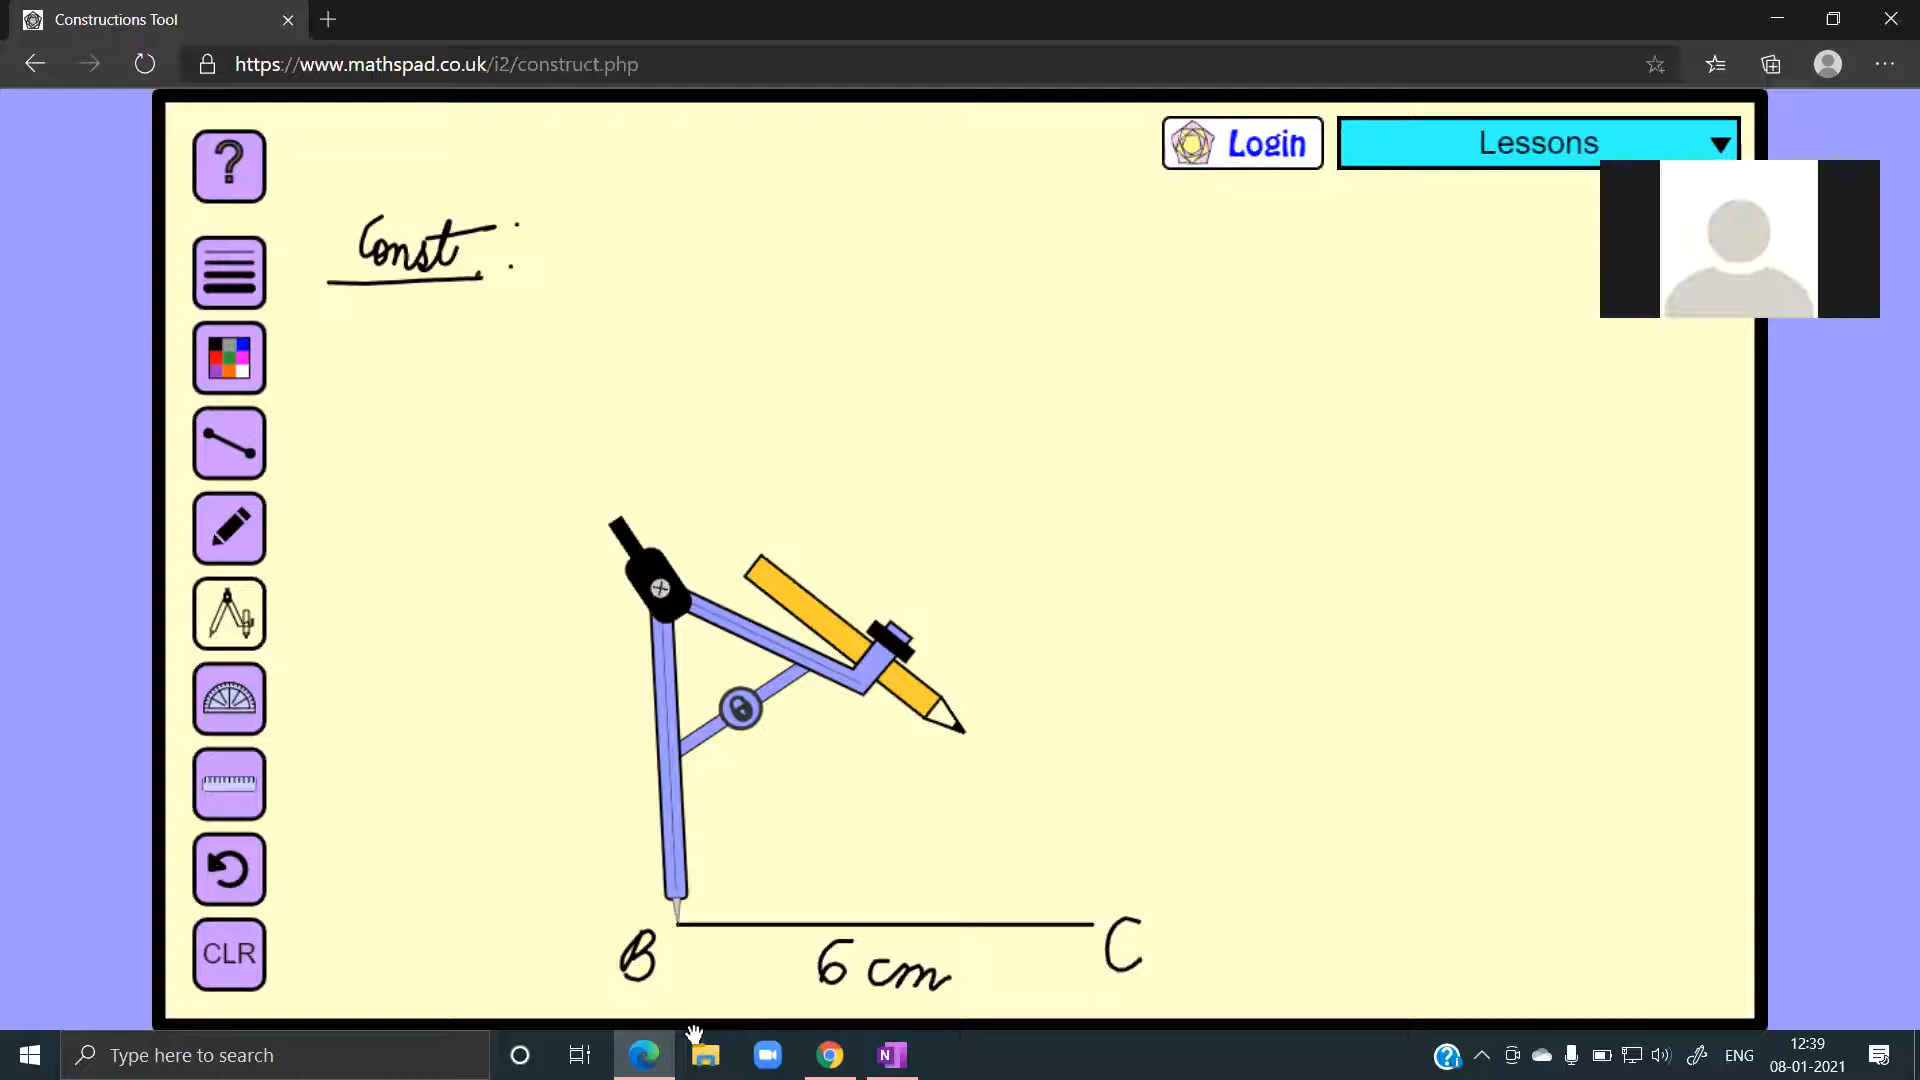 Constructions Tool
https://www.mathspad.co.uk/i2/construct.php
?
Login
Lessons
Const. :
CLR
B
6 cm
C
Type here to search
N
ENG
12:39
08-01-2021